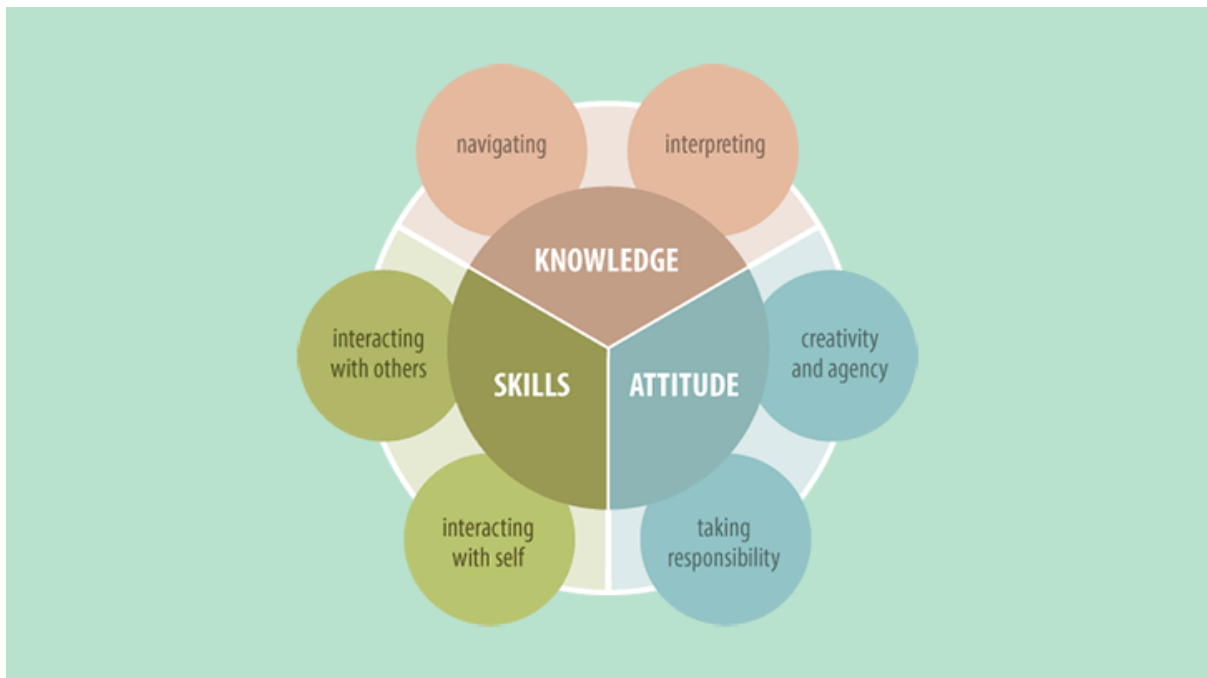 navigating
interpreting
KNOWLEDGE
interacting
with others
SKILLS
ATTITUDE
creativity
and agency
interacting
with self
taking
responsibility